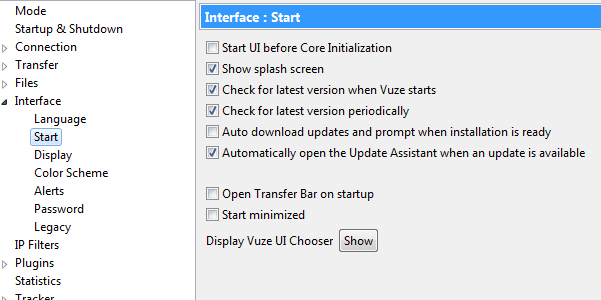 Mode
Startup & Shutdown
Connection
Transfer
Files
Interface
Language
Start
Display
Color Scheme
Alerts
Password
Legacy
IP Filters
Plugins
Statistics
Tracker
Interface : Start
Start UI before Core Initialization
Show splash screen
Check for latest version when Vuze starts
Check for latest version periodically
Auto download updates and prompt when installation is ready
Automatically open the Update Assistant when an update is available
Open Transfer Bar on startup
Start minimized
Display Vuze UI Chooser Show